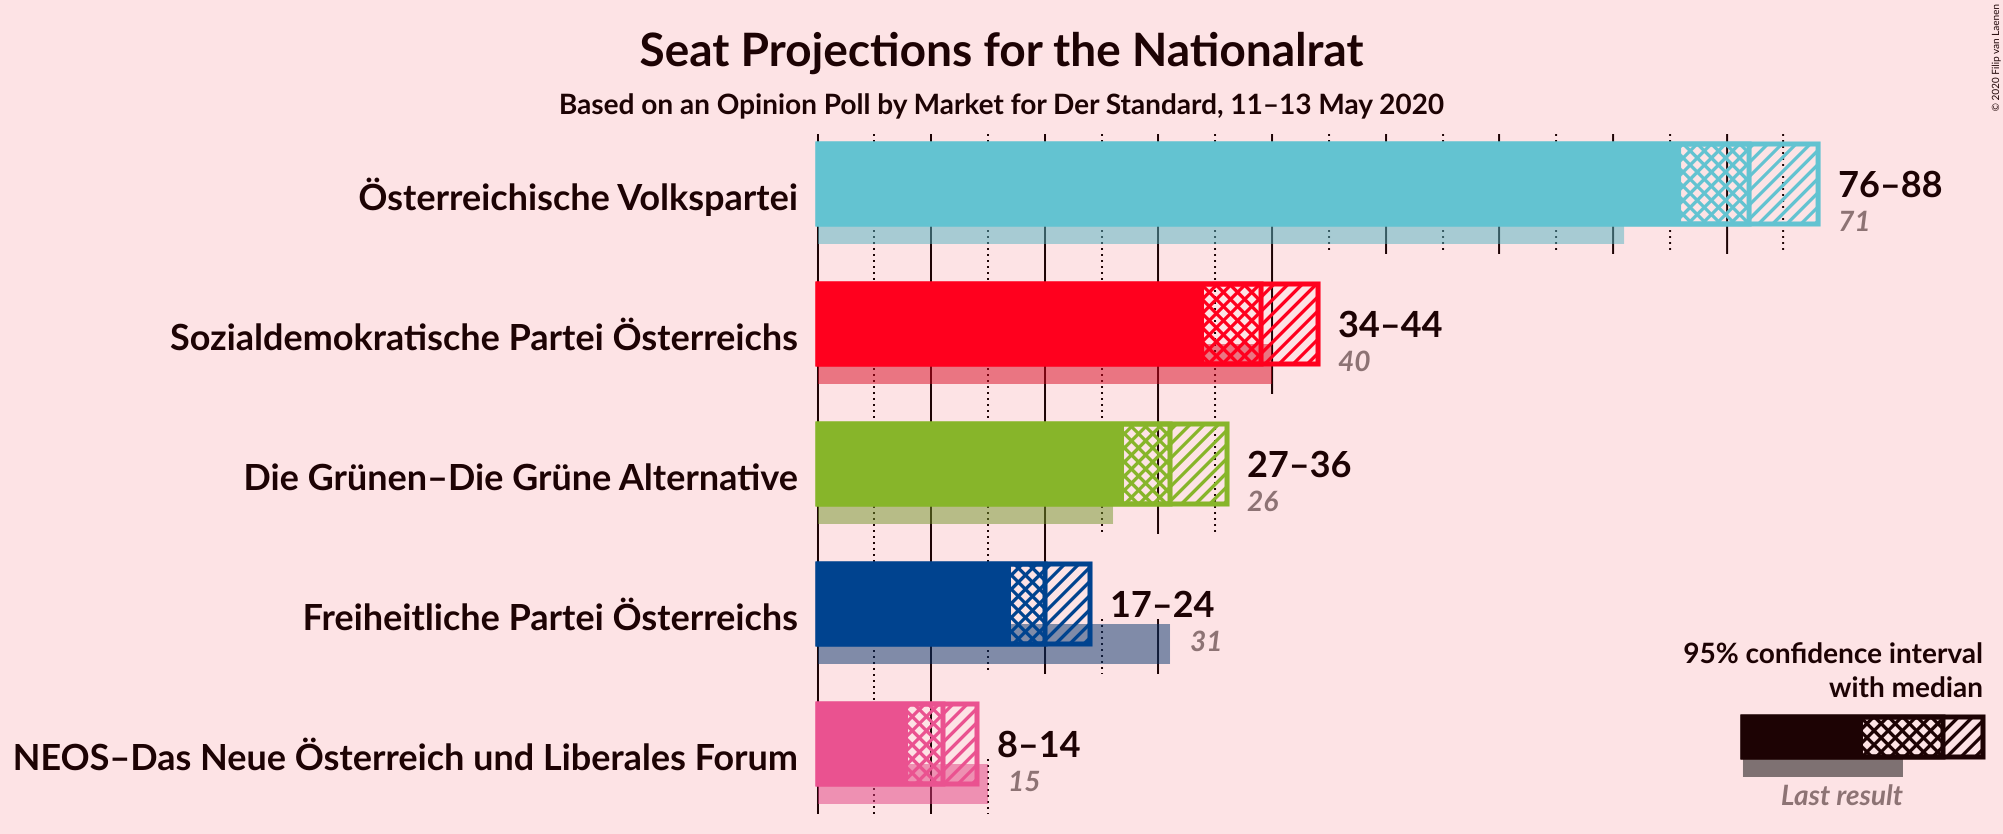 Seat Projections for the Nationalrat
Based on an Opinion Poll by Market for Der Standard, 11–13 May 2020
© 2020 Filip van Laenen
Österreichische Volkspartei
76–88
71
Sozialdemokratische Partei Österreichs
34–44
40
Die Grünen–Die Grüne Alternative
27–36
26
Freiheitliche Partei Österreichs
17–24
31
NEOS–Das Neue Österreich und Liberales Forum
8–14
15
95% confidence interval
with median
Last result